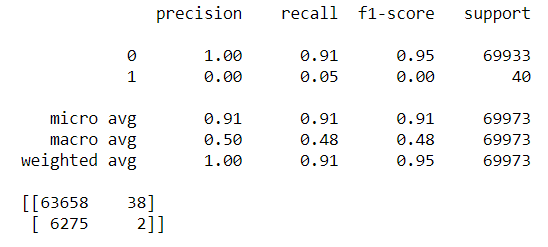 precision recall f1-score support
0 1.00 0.91 0.95 69933
1 0.00 0.05 0.00 40
micro avg 0.91 0.91 0.91 69973
macro avg 0.50 0.48 0.48 69973
weighted avg 1.00 0.91 0.95 69973
[[63658 38]
[ 6275 2]]